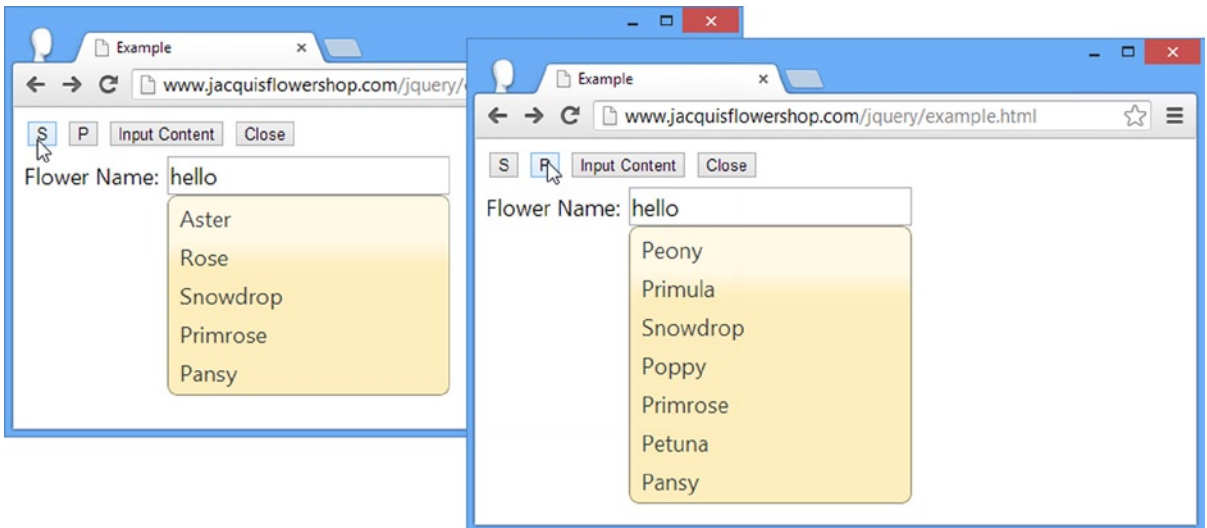 Example
www.jacquisflowershop.com/jquery/
S P Input Content Close
Flower Name: hello
Aster
Rose
Snowdrop
Primrose
Pansy
Example
www.jacquisflowershop.com/jquery/example.html
S P Input Content Close
Flower Name: hello
Peony
Primula
Snowdrop
Poppy
Primrose
Petuna
Pansy